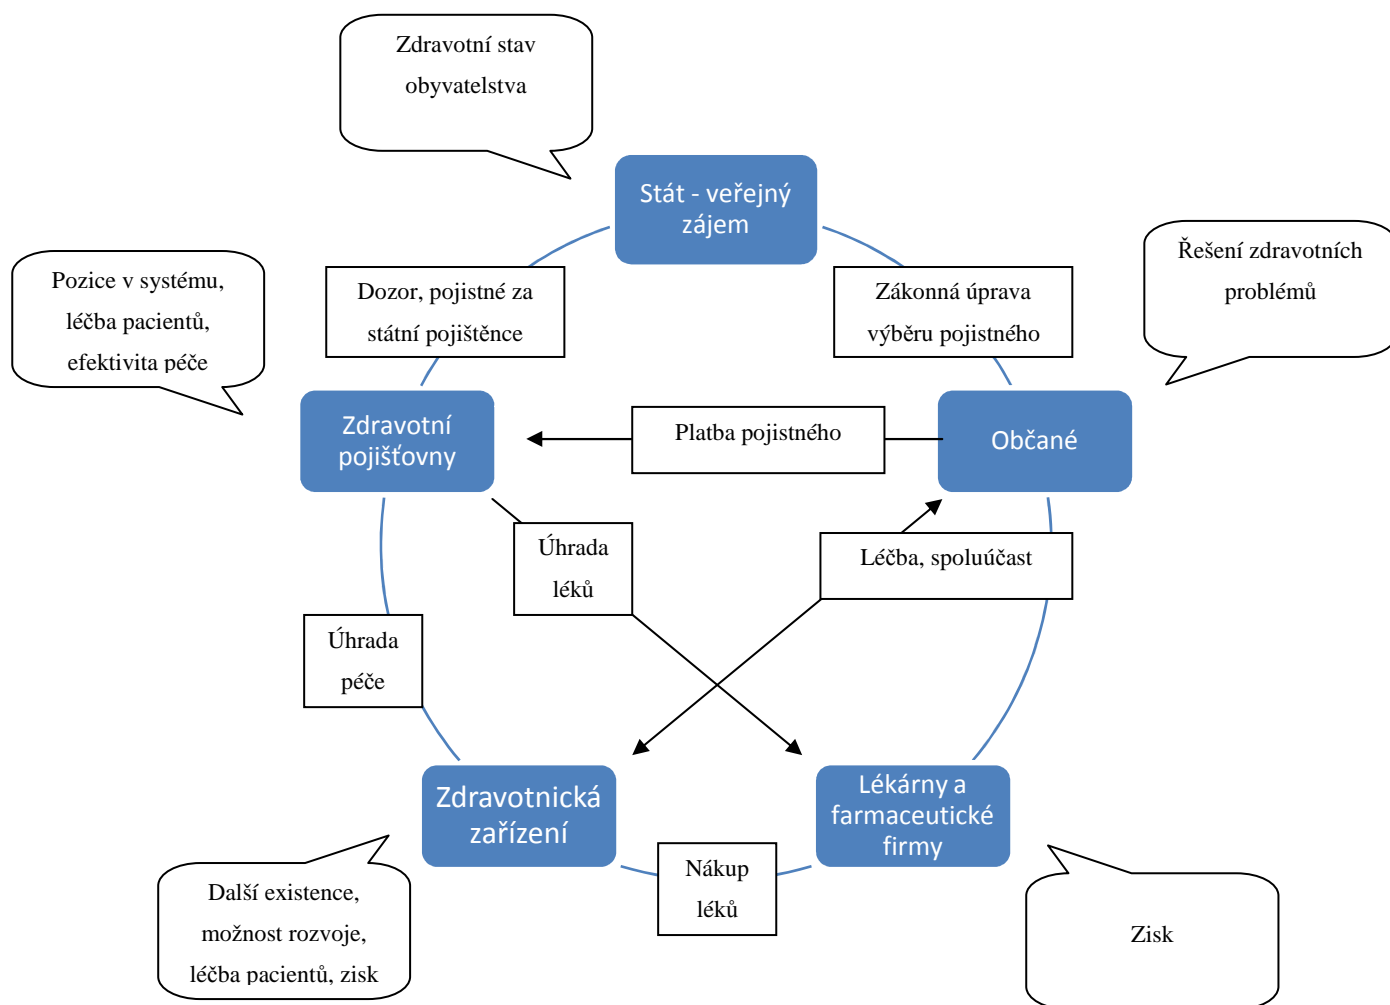 Zdravotní stav
obyvatelstva
Stát - veřejný
zájem
Řešení zdravotních
problémů
Pozice v systému,
léčba pacientů,
efektivita péče
Dozor, pojistné za
státní pojištěnce
Zákonná úprava
výběru pojistného
Zdravotní
pojišťovny
Platba pojistného
Občané
Úhrada
léků
Léčba, spoluúčast
Úhrada
péče
Zdravotnická
zařízení
Lékárny a
farmaceutické
firmy
Nákup
léků
Další existence,
možnost rozvoje,
léčba pacientů, zisk
Zisk